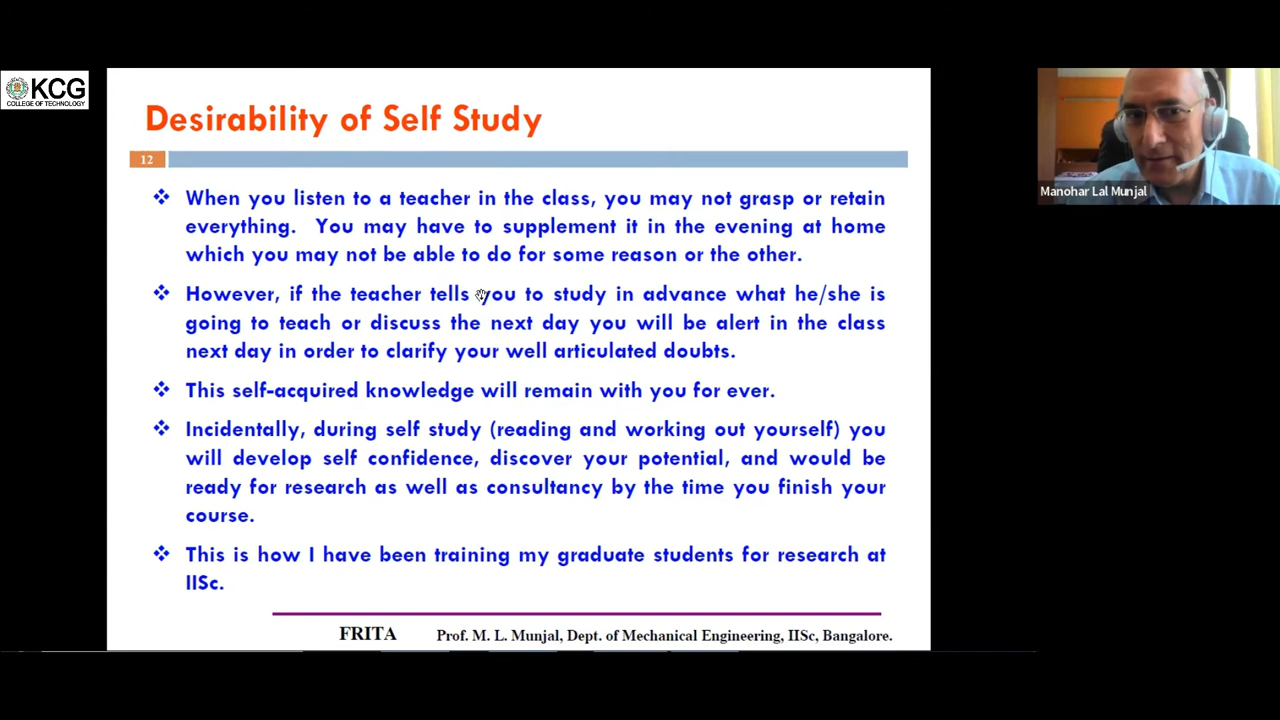 KCG
COLLEGE OF TECHNOLOGY
Desirability of Self Study
12
When you listen to a teacher in the class, you may not grasp or retain
everything. You may have to supplement it in the evening at home
which you may not be able to do for some reason or the other.
However, if the teacher tells you to study in advance what he/she is
going to teach or discuss the next day you will be alert in the class
next day in order to clarify your well articulated doubts.
This self-acquired knowledge will remain with you for ever.
Incidentally, during self study (reading and working out yourself) you
will develop self confidence, discover your potential, and would be
ready for research as well as consultancy by the time you finish your
course.
This is how I have been training my graduate students for research at
IISc.
FRITA Prof. M. L. Munjal, Dept. of Mechanical Engineering, IISc, Bangalore.
Manohar Lal Munjal